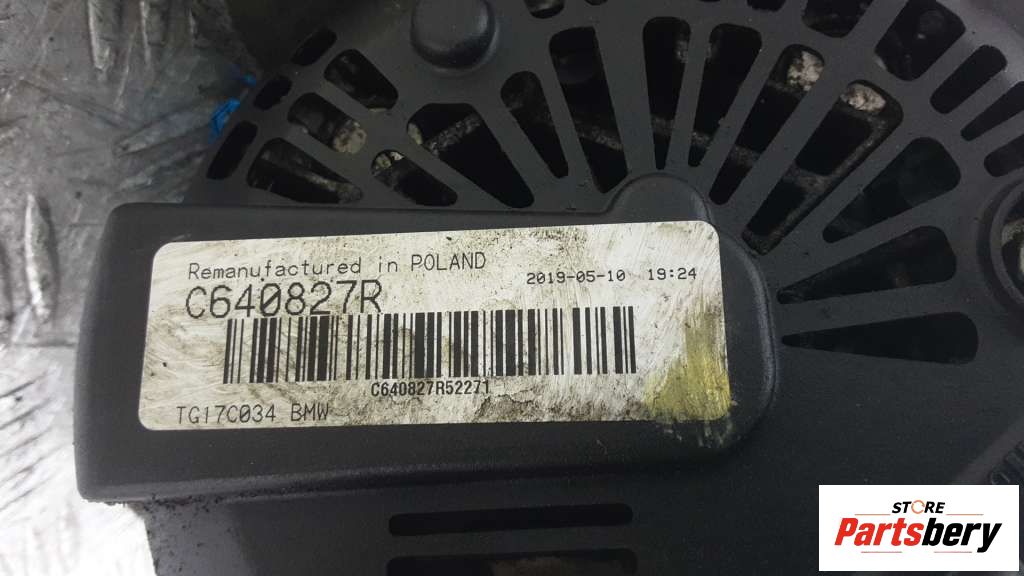 Remanufactured in POLAND
2019-05-10 19:24
C640827R
C640827R52271
TG17C034 BMW
STORE
Partsbery